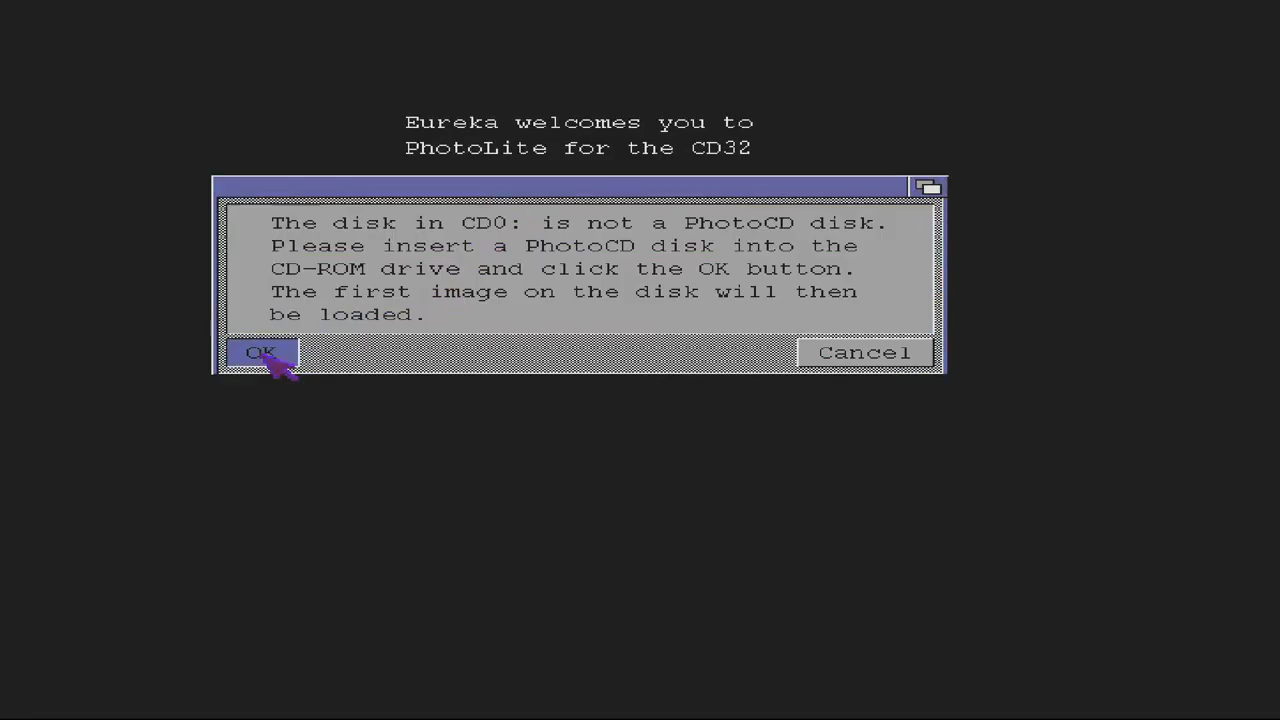 Eureka welcomes you to
PhotoLite for the CD32
The disk in CD0: is not a PhotoCD disk.
Please insert a PhotoCD disk into the
CD-ROM drive and click the OK button.
The first image on the disk will then
be loaded.
OK
Cancel